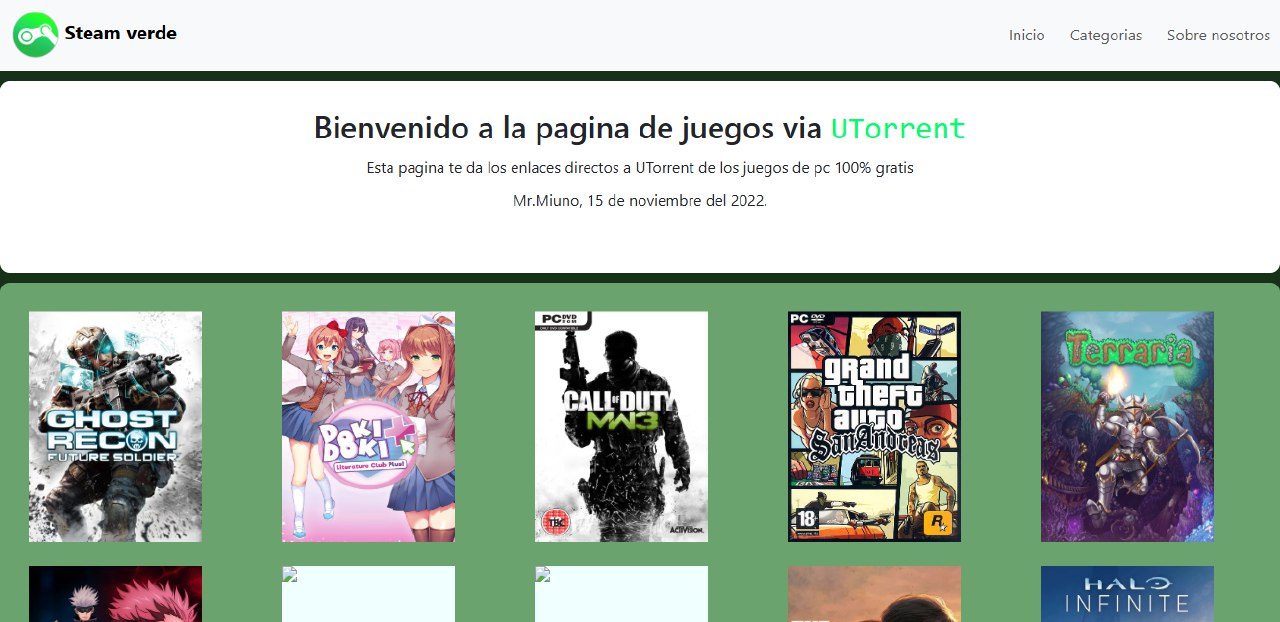 Steam verde
Inicio
Categorias
Sobre nosotros
Bienvenido a la pagina de juegos via UTorrent
Esta pagina te da los enlaces directos a UTorrent de los juegos de pc 100% gratis
Mr.Miuno, 15 de noviembre del 2022.
GHOST
RECON
FUTURE SOLDIER
DOKI
DOKI
Literature Club Plus!
PC DVD ROM
CALL OF DUTY
MW3
TBC
ACTIVISION
PC DVD
grand
theft
auto
San Andreas
18
R
Terraria
HALO
INFINITE